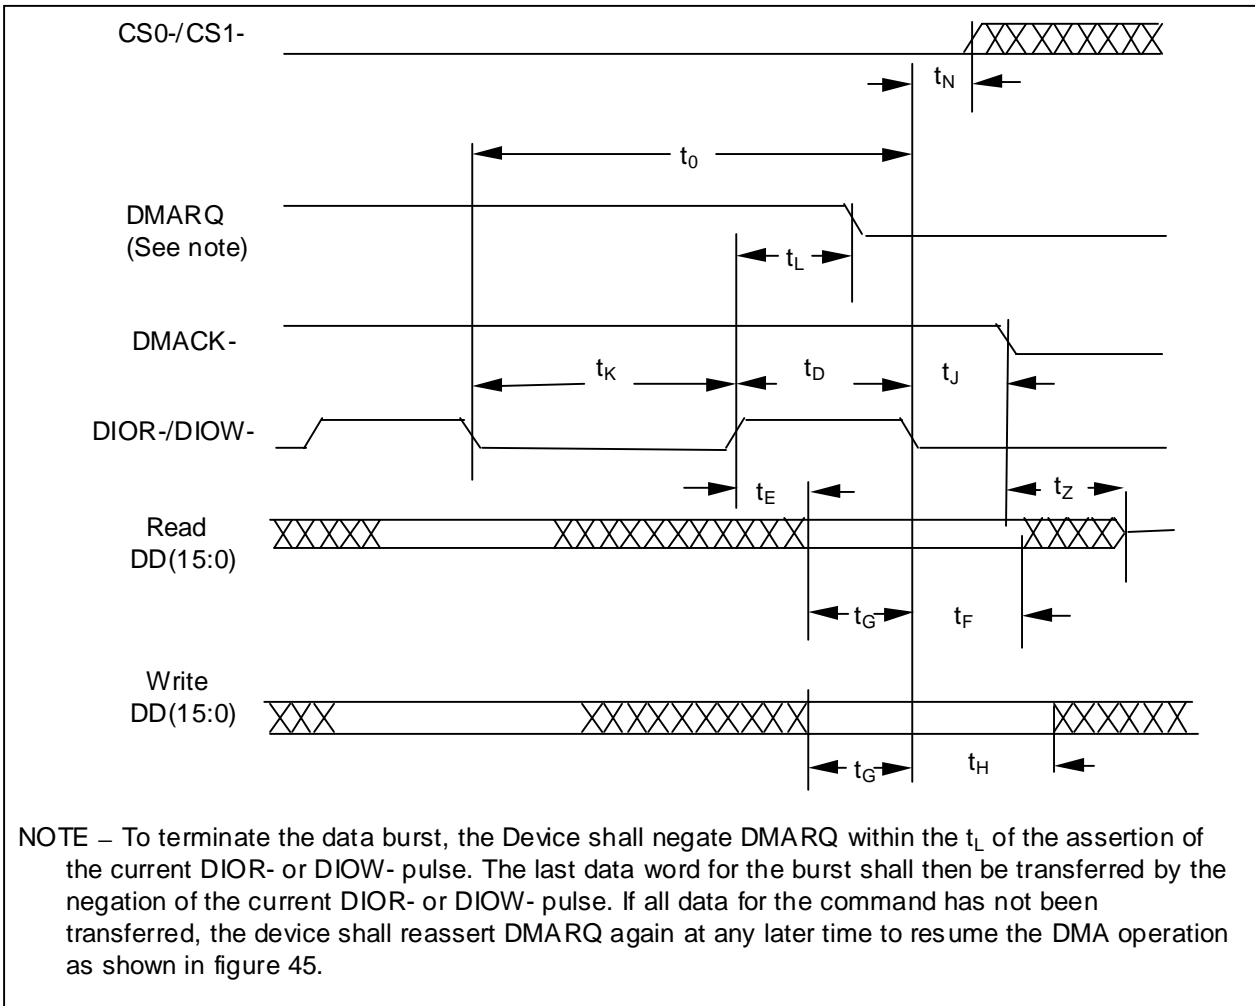 CS0-/CS1-
tN
t0
DMARQ
(See note)
tL
DMACK-
tK
tD
tJ
DIOR-/DIOW-
tE
tZ
Read
DD(15:0)
tG
tF
Write
DD(15:0)
tG
tH
NOTE – To terminate the data burst, the Device shall negate DMARQ within the tL of the assertion of
the current DIOR- or DIOW- pulse. The last data word for the burst shall then be transferred by the
negation of the current DIOR- or DIOW- pulse. If all data for the command has not been
transferred, the device shall reassert DMARQ again at any later time to resume the DMA operation
as shown in figure 45.